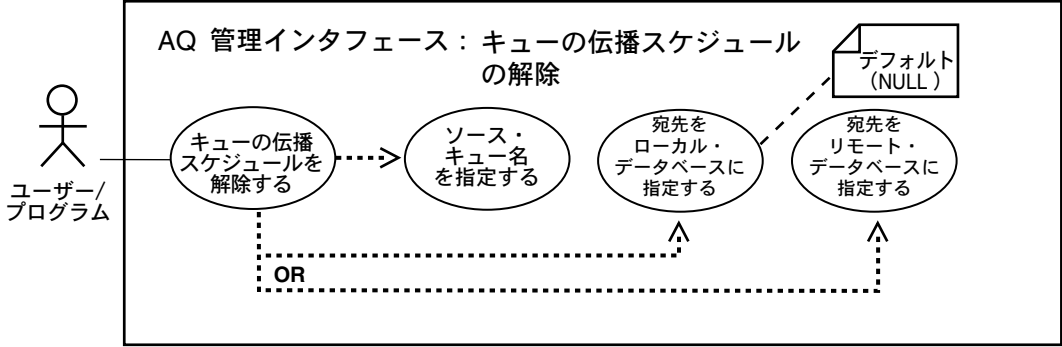 AQ 管理インタフェース：キューの伝播スケジュール
の解除
デフォルト
（NULL ）
キューの伝播
スケジュールを
解除する
ソース・
キュー名
を指定する
宛先を
ローカル・
データベースに
指定する
宛先を
リモート・
データベースに
指定する
ユーザー/
プログラム
OR